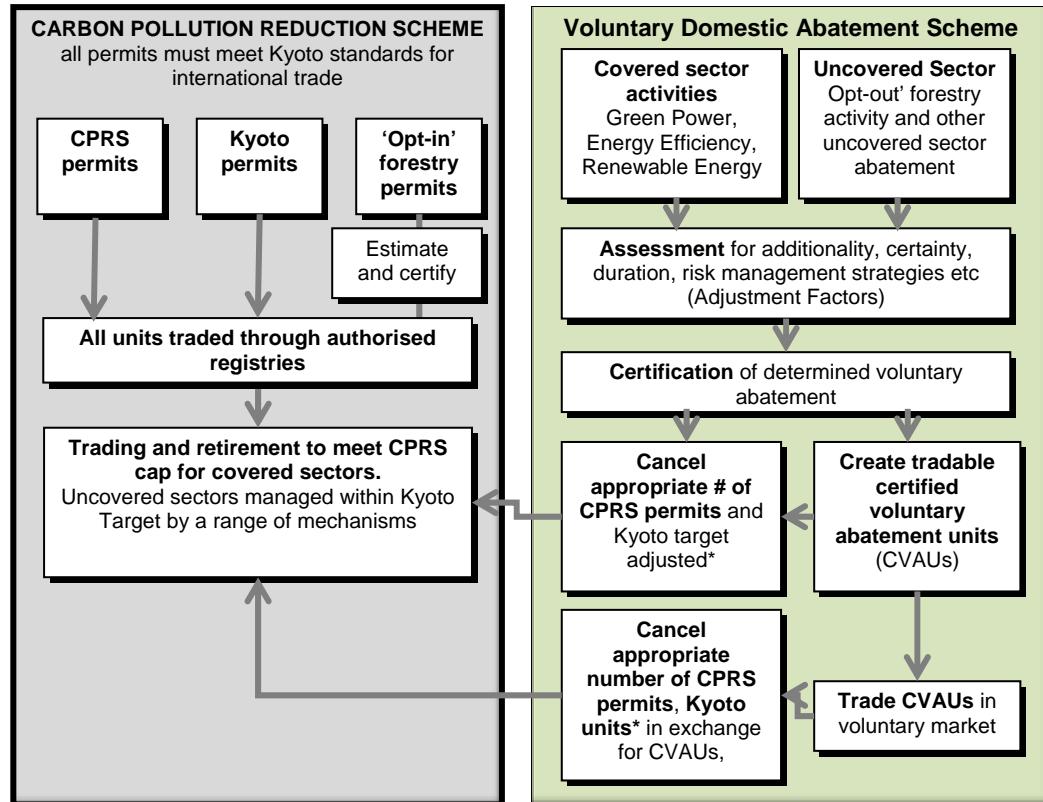 CARBON POLLUTION REDUCTION SCHEME
all permits must meet Kyoto standards for
international trade
CPRS
permits
Kyoto
permits
‘Opt-in’
forestry
permits
Estimate
and certify
All units traded through authorised
registries
Trading and retirement to meet CPRS
cap for covered sectors.
Uncovered sectors managed within Kyoto
Target by a range of mechanisms
Voluntary Domestic Abatement Scheme
Covered sector
activities
Green Power,
Energy Efficiency,
Renewable Energy
Uncovered Sector
Opt-out’ forestry
activity and other
uncovered sector
abatement
Assessment for additionality, certainty,
duration, risk management strategies etc
(Adjustment Factors)
Certification of determined voluntary
abatement
Cancel
appropriate # of
CPRS permits and
Kyoto target
adjusted*
Create tradable
certified
voluntary
abatement units
(CVAUs)
Cancel
appropriate
number of CPRS
permits, Kyoto
units* in exchange
for CVAUs,
Trade CVAUs in
voluntary market